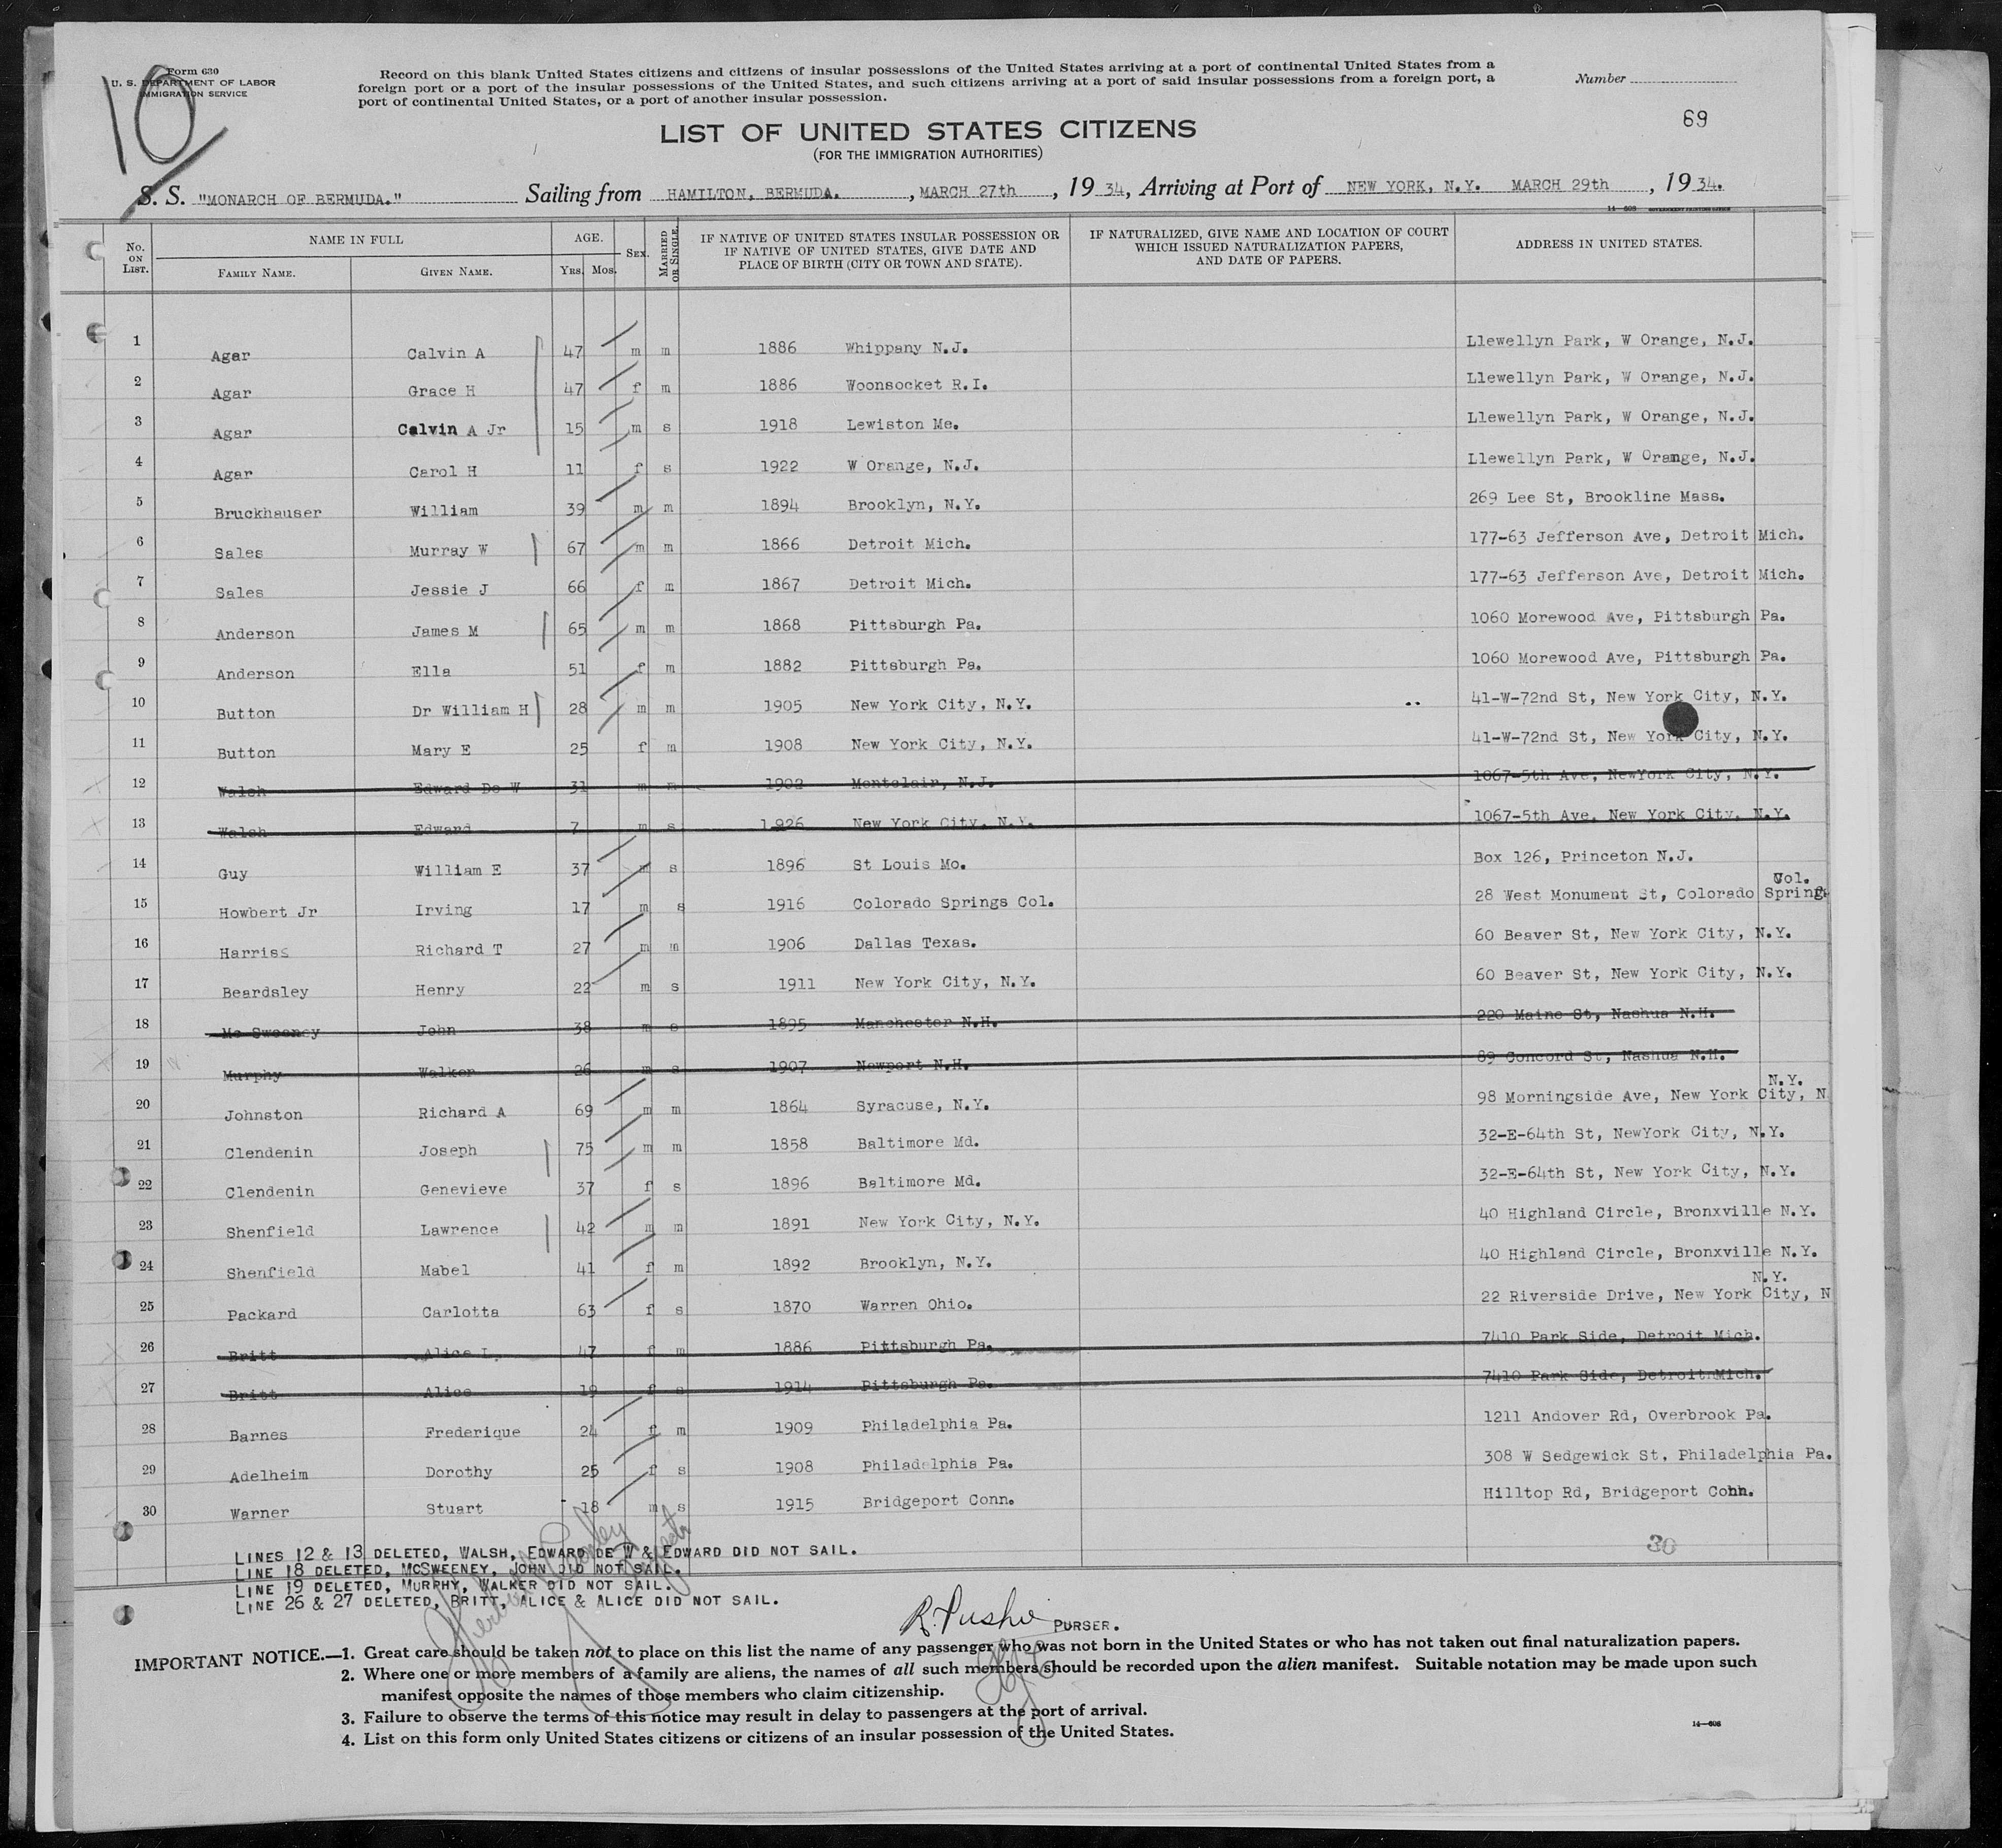 10
Form 630
U. S. DEPARTMENT OF LABOR
IMMIGRATION SERVICE
Record on this blank United States citizens and citizens of insular possessions of the United States arriving at a port of continental United States from a
foreign port or a port of the insular possessions of the United States, and such citizens arriving at a port of said insular possessions from a foreign port, a
port of continental United States, or a port of another insular possession.
Number
69
LIST OF UNITED STATES CITIZENS
(FOR THE IMMIGRATION AUTHORITIES)
S. S. "MONARCH OF BERMUDA." Sailing from HAMILTON, BERMUDA. , MARCH 27th , 19 34, Arriving at Port of NEW YORK, N.Y. MARCH 29th , 19 34.
14—608 GOVERNMENT PRINTING OFFICE
No. ON LIST. NAME IN FULL FAMILY NAME. GIVEN NAME. AGE. YRS. MOS. SEX. MARRIED OR SINGLE. IF NATIVE OF UNITED STATES INSULAR POSSESSION OR IF NATIVE OF UNITED STATES, GIVE DATE AND PLACE OF BIRTH (CITY OR TOWN AND STATE). IF NATURALIZED, GIVE NAME AND LOCATION OF COURT WHICH ISSUED NATURALIZATION PAPERS, AND DATE OF PAPERS. ADDRESS IN UNITED STATES.
1 Agar Calvin A 47 m m 1886 Whippany N.J. Llewellyn Park, W Orange, N.J.
2 Agar Grace H 47 f m 1886 Woonsocket R.I. Llewellyn Park, W Orange, N.J.
3 Agar Calvin A Jr 15 m s 1918 Lewiston Me. Llewellyn Park, W Orange, N.J.
4 Agar Carol H 11 f s 1922 W Orange, N.J. Llewellyn Park, W Orange, N.J.
5 Bruckhauser William 39 m m 1894 Brooklyn, N.Y. 269 Lee St, Brookline Mass.
6 Sales Murray W 67 m m 1866 Detroit Mich. 177-63 Jefferson Ave, Detroit Mich.
7 Sales Jessie J 66 f m 1867 Detroit Mich. 177-63 Jefferson Ave, Detroit Mich.
8 Anderson James M 65 m m 1868 Pittsburgh Pa. 1060 Morewood Ave, Pittsburgh Pa.
9 Anderson Ella 51 f m 1882 Pittsburgh Pa. 1060 Morewood Ave, Pittsburgh Pa.
10 Button Dr William H 28 m m 1905 New York City, N.Y. 41-W-72nd St, New York City, N.Y.
11 Button Mary E 25 f m 1908 New York City, N.Y. 41-W-72nd St, New York City, N.Y.
12 Walsh Edward De W 31 m m 1902 Montclair, N.J. 1067-5th Ave, NewYork City, N.Y.
13 Walsh Edward 7 m s 1926 New York City, N.Y. 1067-5th Ave, New York City, N.Y.
14 Guy William E 37 m s 1896 St Louis Mo. Box 126, Princeton N.J.
15 Howbert Jr Irving 17 m s 1916 Colorado Springs Col. 28 West Monument St, Colorado Springs Col.
16 Harriss Richard T 27 m m 1906 Dallas Texas. 60 Beaver St, New York City, N.Y.
17 Beardsley Henry 22 m s 1911 New York City, N.Y. 60 Beaver St, New York City, N.Y.
18 Mc Sweeney John 38 m s 1895 Manchester N.H. 220 Maine St, Nashua N.H.
19 Murphy Walker 26 m s 1907 Newport N.H. 89 Concord St, Nashua N.H.
20 Johnston Richard A 69 m m 1864 Syracuse, N.Y. 98 Morningside Ave, New York City, N N.Y.
21 Clendenin Joseph 75 m m 1858 Baltimore Md. 32-E-64th St, NewYork City, N.Y.
22 Clendenin Genevieve 37 f s 1896 Baltimore Md. 32-E-64th St, New York City, N.Y.
23 Shenfield Lawrence 42 m m 1891 New York City, N.Y. 40 Highland Circle, Bronxville N.Y.
24 Shenfield Mabel 41 f m 1892 Brooklyn, N.Y. 40 Highland Circle, Bronxville N.Y.
25 Packard Carlotta 63 f s 1870 Warren Ohio. 22 Riverside Drive, New York City, N N.Y.
26 Britt Alice L 47 f m 1886 Pittsburgh Pa. 7410 Park Side, Detroit Mich.
27 Britt Alice 19 f s 1914 Pittsburgh Pa. 7410 Park Side, Detroit Mich.
28 Barnes Frederique 24 f m 1909 Philadelphia Pa. 1211 Andover Rd, Overbrook Pa.
29 Adelheim Dorothy 25 f s 1908 Philadelphia Pa. 308 W Sedgewick St, Philadelphia Pa.
30 Warner Stuart 18 m s 1915 Bridgeport Conn. Hilltop Rd, Bridgeport Conn.
30
LINES 12 & 13 DELETED, WALSH, EDWARD DE W & EDWARD DID NOT SAIL.
LINE 18 DELETED, MCSWEENEY, JOHN DID NOT SAIL.
LINE 19 DELETED, MURPHY, WALKER DID NOT SAIL.
LINE 26 & 27 DELETED, BRITT, ALICE & ALICE DID NOT SAIL.
PURSER.
IMPORTANT NOTICE.—1. Great care should be taken not to place on this list the name of any passenger who was not born in the United States or who has not taken out final naturalization papers.
2. Where one or more members of a family are aliens, the names of all such members should be recorded upon the alien manifest. Suitable notation may be made upon such
manifest opposite the names of those members who claim citizenship.
3. Failure to observe the terms of this notice may result in delay to passengers at the port of arrival.
4. List on this form only United States citizens or citizens of an insular possession of the United States.
14—608